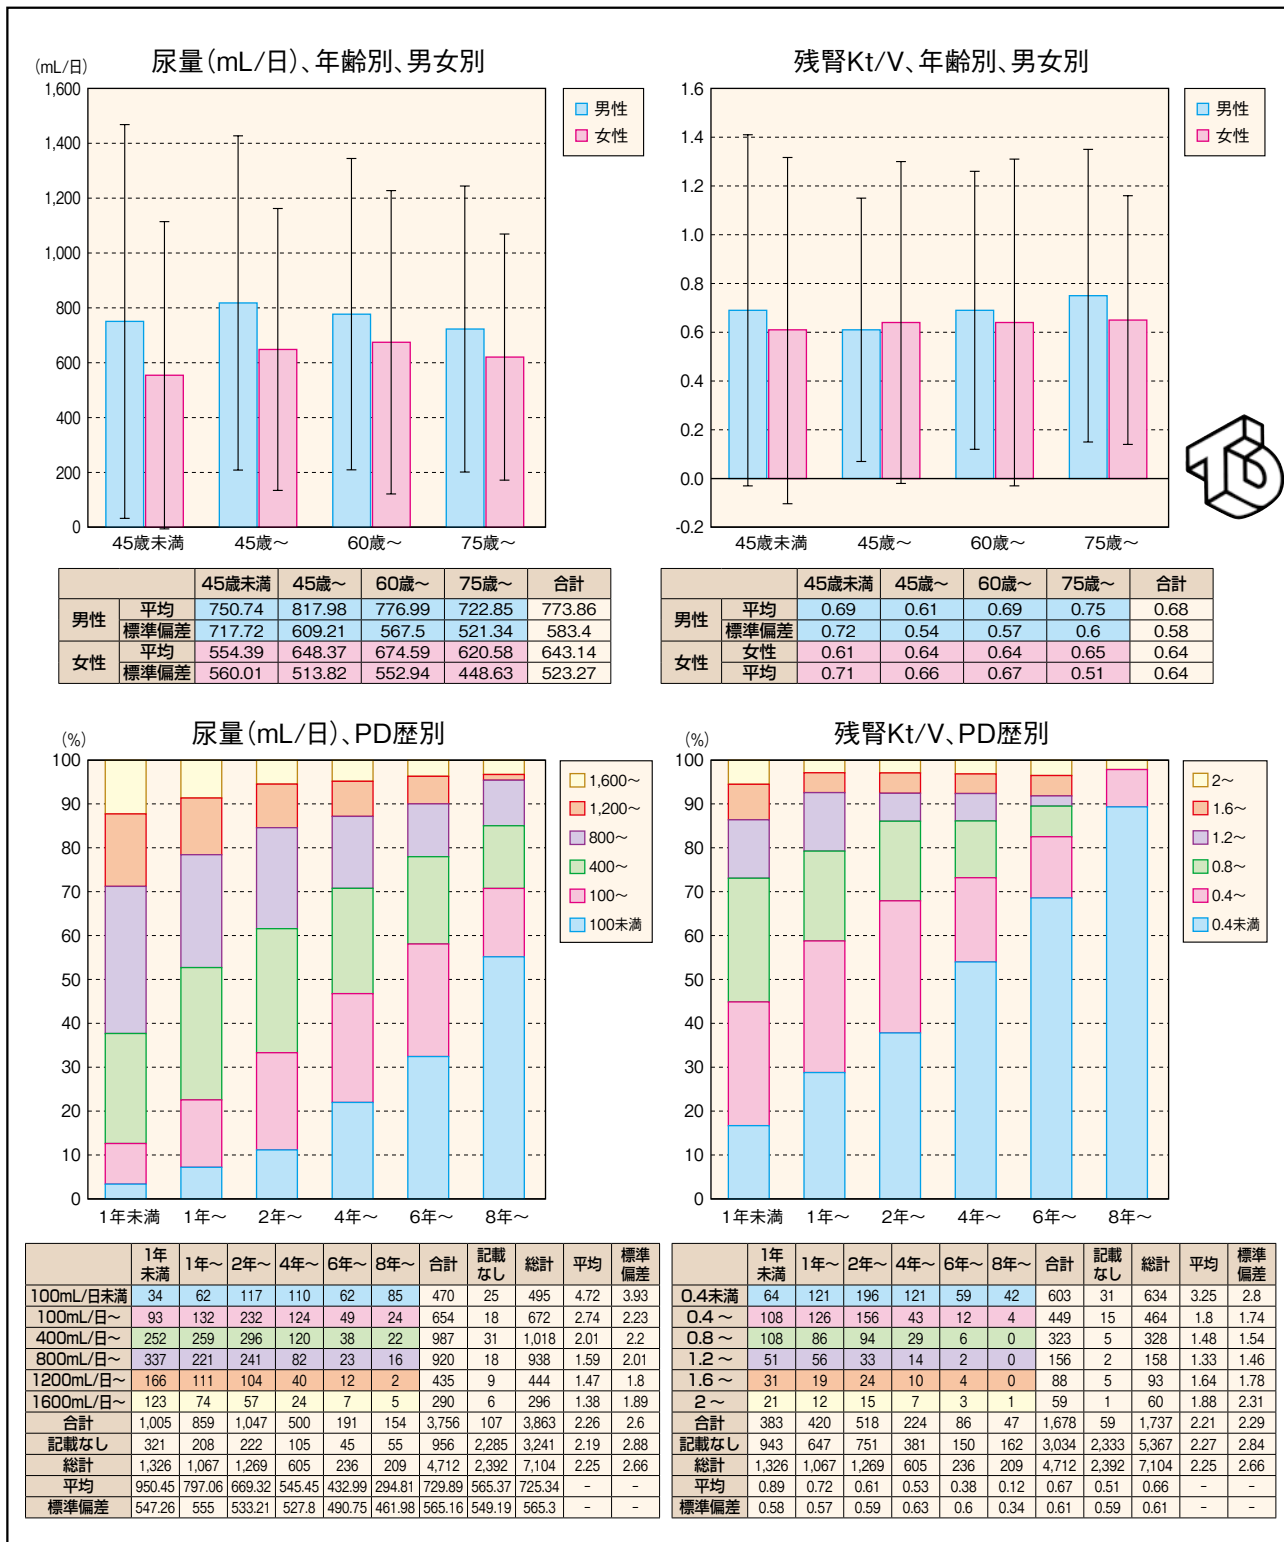 尿量(mL/日)、年齢別、男女別
(mL/日)
1,600
1,400
1,200
1,000
800
600
400
200
0
45歳未満 45歳〜 60歳〜 75歳〜
男性
女性
45歳未満 45歳〜 60歳〜 75歳〜 合計
男性 平均 750.74 817.98 776.99 722.85 773.86
標準偏差 717.72 609.21 567.5 521.34 583.4
女性 平均 554.39 648.37 674.59 620.58 643.14
標準偏差 560.01 513.82 552.94 448.63 523.27
残腎Kt/V、年齢別、男女別
1.6
1.4
1.2
1.0
0.8
0.6
0.4
0.2
0.0
-0.2
45歳未満 45歳〜 60歳〜 75歳〜
男性
女性
45歳未満 45歳〜 60歳〜 75歳〜 合計
男性 平均 0.69 0.61 0.69 0.75 0.68
標準偏差 0.72 0.54 0.57 0.6 0.58
女性 女性 0.61 0.64 0.64 0.65 0.64
平均 0.71 0.66 0.67 0.51 0.64
尿量(mL/日)、PD歴別
(%)
100
90
80
70
60
50
40
30
20
10
0
1年未満 1年〜 2年〜 4年〜 6年〜 8年〜
1,600〜
1,200〜
800〜
400〜
100〜
100未満
1年未満 1年〜 2年〜 4年〜 6年〜 8年〜 合計 記載なし 総計 平均 標準偏差
100mL/日未満 34 62 117 110 62 85 470 25 495 4.72 3.93
100mL/日〜 93 132 232 124 49 24 654 18 672 2.74 2.23
400mL/日〜 252 259 296 120 38 22 987 31 1,018 2.01 2.2
800mL/日〜 337 221 241 82 23 16 920 18 938 1.59 2.01
1200mL/日〜 166 111 104 40 12 2 435 9 444 1.47 1.8
1600mL/日〜 123 74 57 24 7 5 290 6 296 1.38 1.89
合計 1,005 859 1,047 500 191 154 3,756 107 3,863 2.26 2.6
記載なし 321 208 222 105 45 55 956 2,285 3,241 2.19 2.88
総計 1,326 1,067 1,269 605 236 209 4,712 2,392 7,104 2.25 2.66
平均 950.45 797.06 669.32 545.45 432.99 294.81 729.89 565.37 725.34 – –
標準偏差 547.26 555 533.21 527.8 490.75 461.98 565.16 549.19 565.3 – –
残腎Kt/V、PD歴別
(%)
100
90
80
70
60
50
40
30
20
10
0
1年未満 1年〜 2年〜 4年〜 6年〜 8年〜
2〜
1.6〜
1.2〜
0.8〜
0.4〜
0.4未満
1年未満 1年〜 2年〜 4年〜 6年〜 8年〜 合計 記載なし 総計 平均 標準偏差
0.4未満 64 121 196 121 59 42 603 31 634 3.25 2.8
0.4〜 108 126 156 43 12 4 449 15 464 1.8 1.74
0.8〜 108 86 94 29 6 0 323 5 328 1.48 1.54
1.2〜 51 56 33 14 2 0 156 2 158 1.33 1.46
1.6〜 31 19 24 10 4 0 88 5 93 1.64 1.78
2〜 21 12 15 7 3 1 59 1 60 1.88 2.31
合計 383 420 518 224 86 47 1,678 59 1,737 2.21 2.29
記載なし 943 647 751 381 150 162 3,034 2,333 5,367 2.27 2.84
総計 1,326 1,067 1,269 605 236 209 4,712 2,392 7,104 2.25 2.66
平均 0.89 0.72 0.61 0.53 0.38 0.12 0.67 0.51 0.66 – –
標準偏差 0.58 0.57 0.59 0.63 0.6 0.34 0.61 0.59 0.61 – –